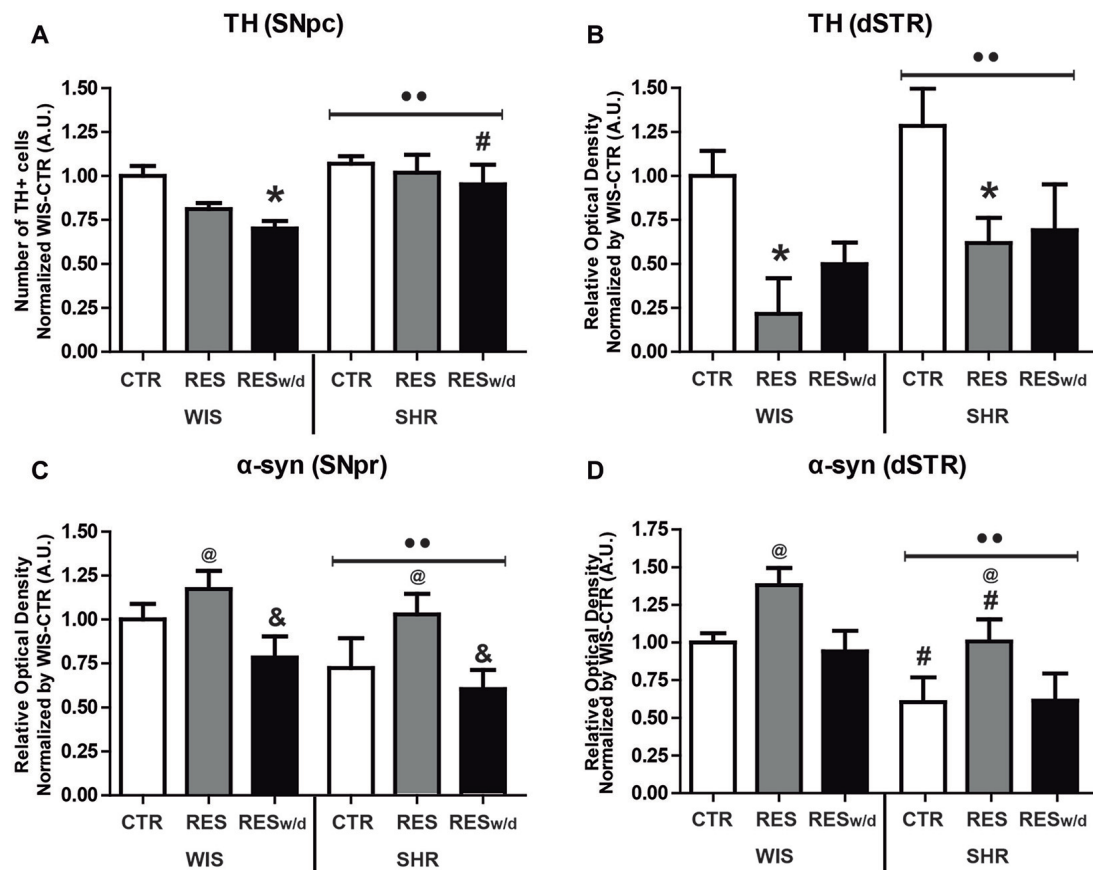 A
TH (SNpc)
Number of TH+ cells
Normalized WIS-CTR (A.U.)
1.50
1.25
1.00
0.75
0.50
0.25
0.00
*
••
#
CTR RES RESw/d CTR RES RESw/d
WIS SHR
B
TH (dSTR)
Relative Optical Density
Normalized by WIS-CTR (A.U.)
1.50
1.25
1.00
0.75
0.50
0.25
0.00
*
••
*
CTR RES RESw/d CTR RES RESw/d
WIS SHR
C
α-syn (SNpr)
Relative Optical Density
Normalized by WIS-CTR (A.U.)
1.50
1.25
1.00
0.75
0.50
0.25
0.00
@
&
••
@
&
CTR RES RESw/d CTR RES RESw/d
WIS SHR
D
α-syn (dSTR)
Relative Optical Density
Normalized by WIS-CTR (A.U.)
1.75
1.50
1.25
1.00
0.75
0.50
0.25
0.00
@
••
#
@
#
CTR RES RESw/d CTR RES RESw/d
WIS SHR